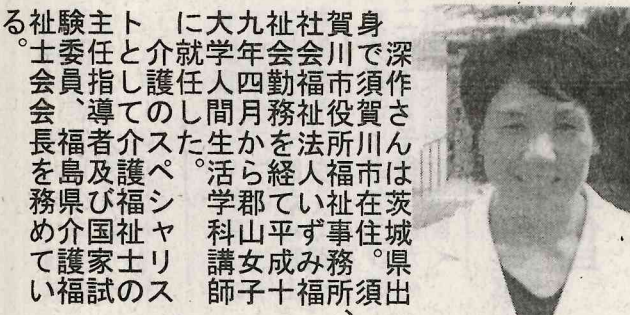 深作さんは茨城県出
身で須賀川市在住。須
賀川市役所福祉事務所、
社会福祉法人いずみ福
祉会勤務を経て平成十
九年四月から郡山女子
大学人間生活学科講師
に就任した。
介護のスペシャリス
トとして介護福祉士の
主任指導者及び国家試
験委員、福島県介護福
祉士会会長を務めてい
る。